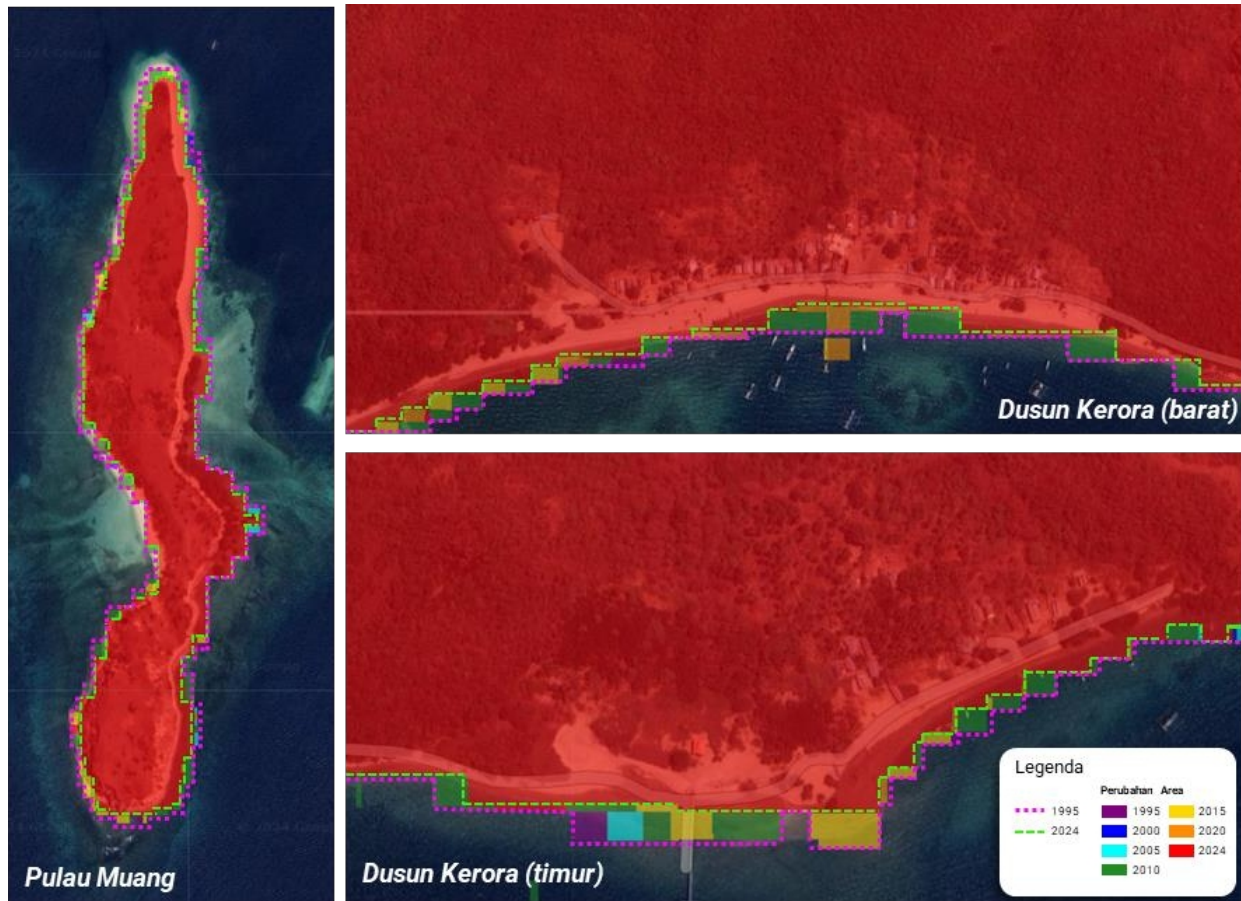 Pulau Muang
Dusun Kerora (barat)
Dusun Kerora (timur)
Legenda
Perubahan Area
1995
2024
1995
2000
2005
2010
2015
2020
2024